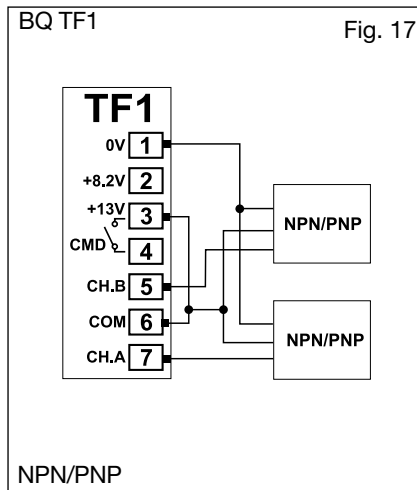 BQ TF1
Fig. 17
TF1
0V 1
+8.2V 2
+13V 3
CMD 4
CH.B 5
COM 6
CH.A 7
NPN/PNP
NPN/PNP
NPN/PNP